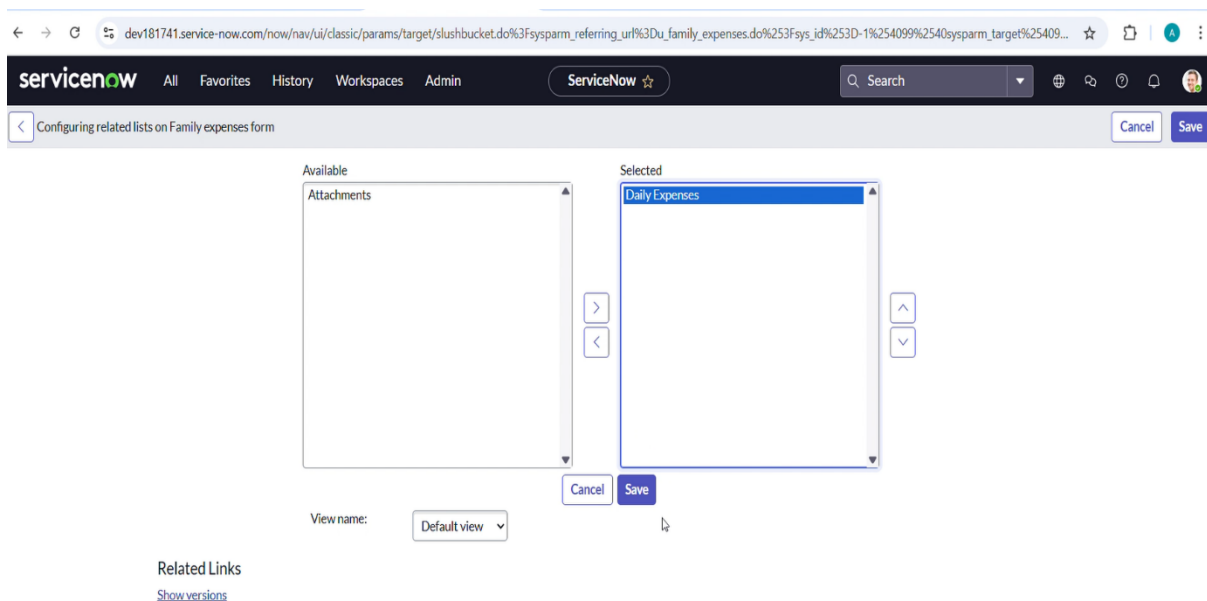 dev181741.service-now.com/now/nav/ui/classic/params/target/slushbucket.do%3Fsysparm_referring_url%3Du_family_expenses.do%253Fsys_id%253D-1%254099%2540sysparm_target%25409...
A
servicenow All Favorites History Workspaces Admin ServiceNow Search
Configuring related lists on Family expenses form Cancel Save
Available Selected
Attachments Daily Expenses
Cancel Save
View name: Default view
Related Links
Show versions